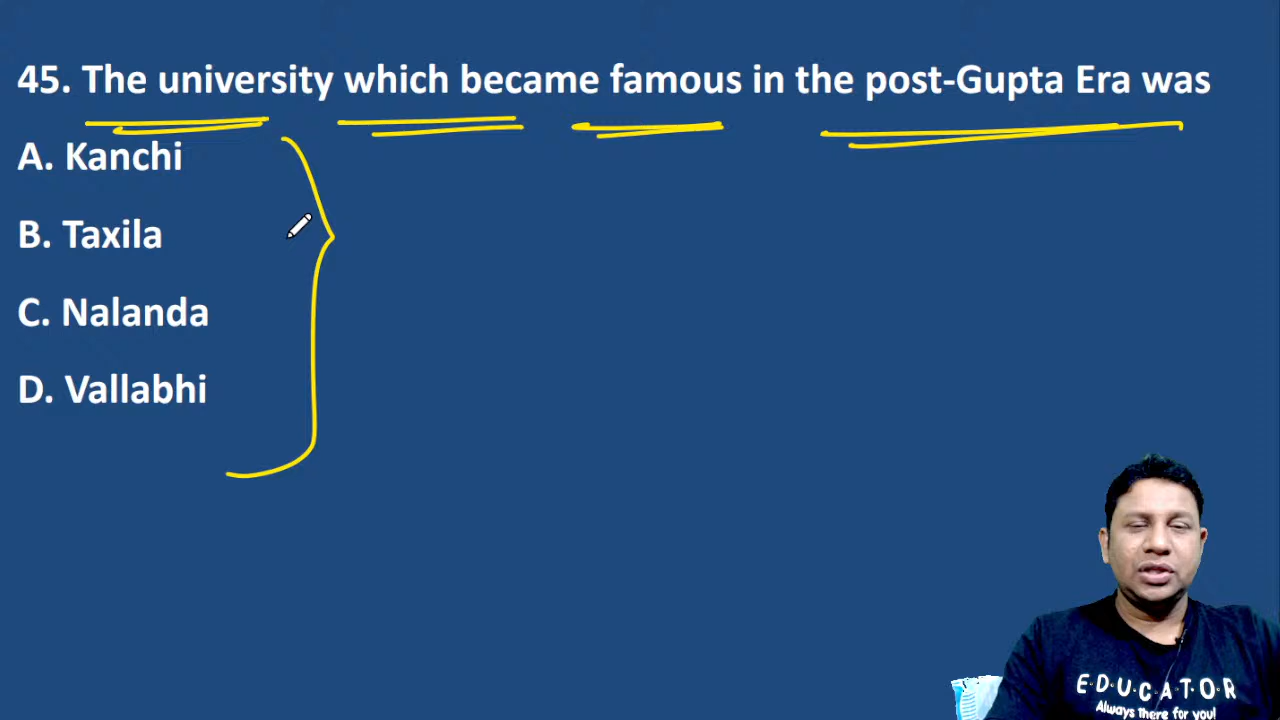 45. The university which became famous in the post-Gupta Era was
A. Kanchi
B. Taxila
C. Nalanda
D. Vallabhi
E·D·U·C·A·T·O·R
Always there for you!